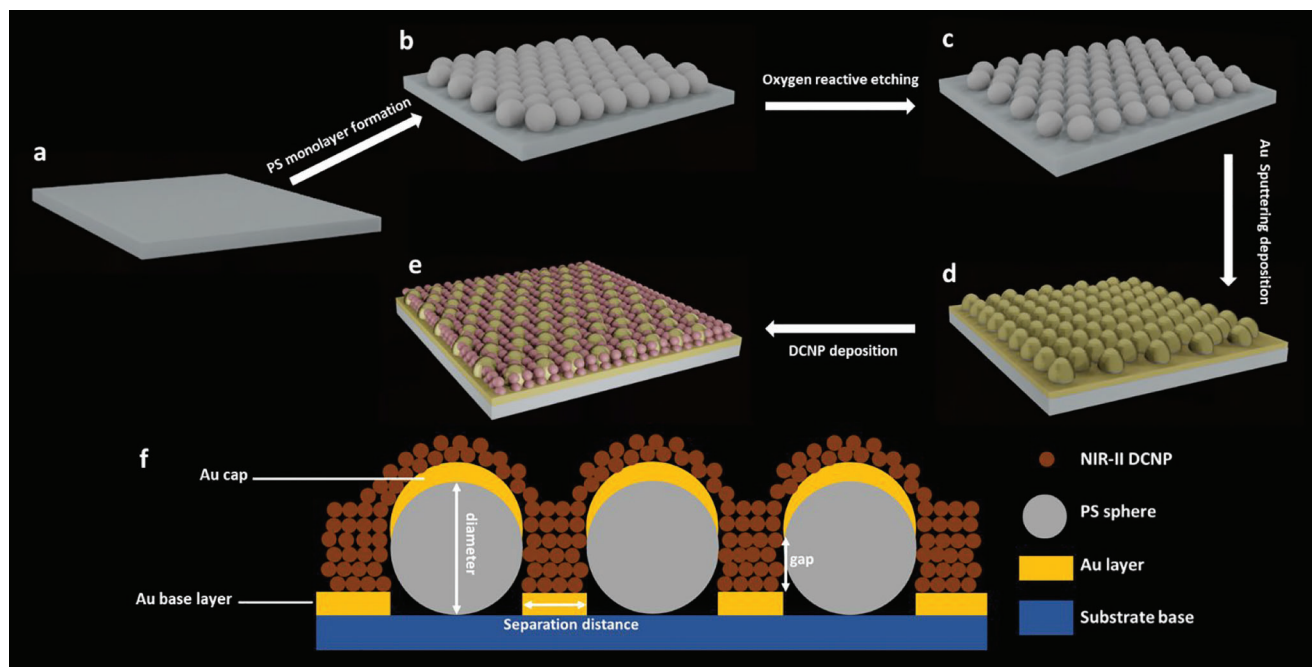 a
PS monolayer formation
b
Oxygen reactive etching
c
Au Sputtering deposition
d
DCNP deposition
e
f
Au cap
diameter
Au base layer
Separation distance
gap
NIR-II DCNP
PS sphere
Au layer
Substrate base